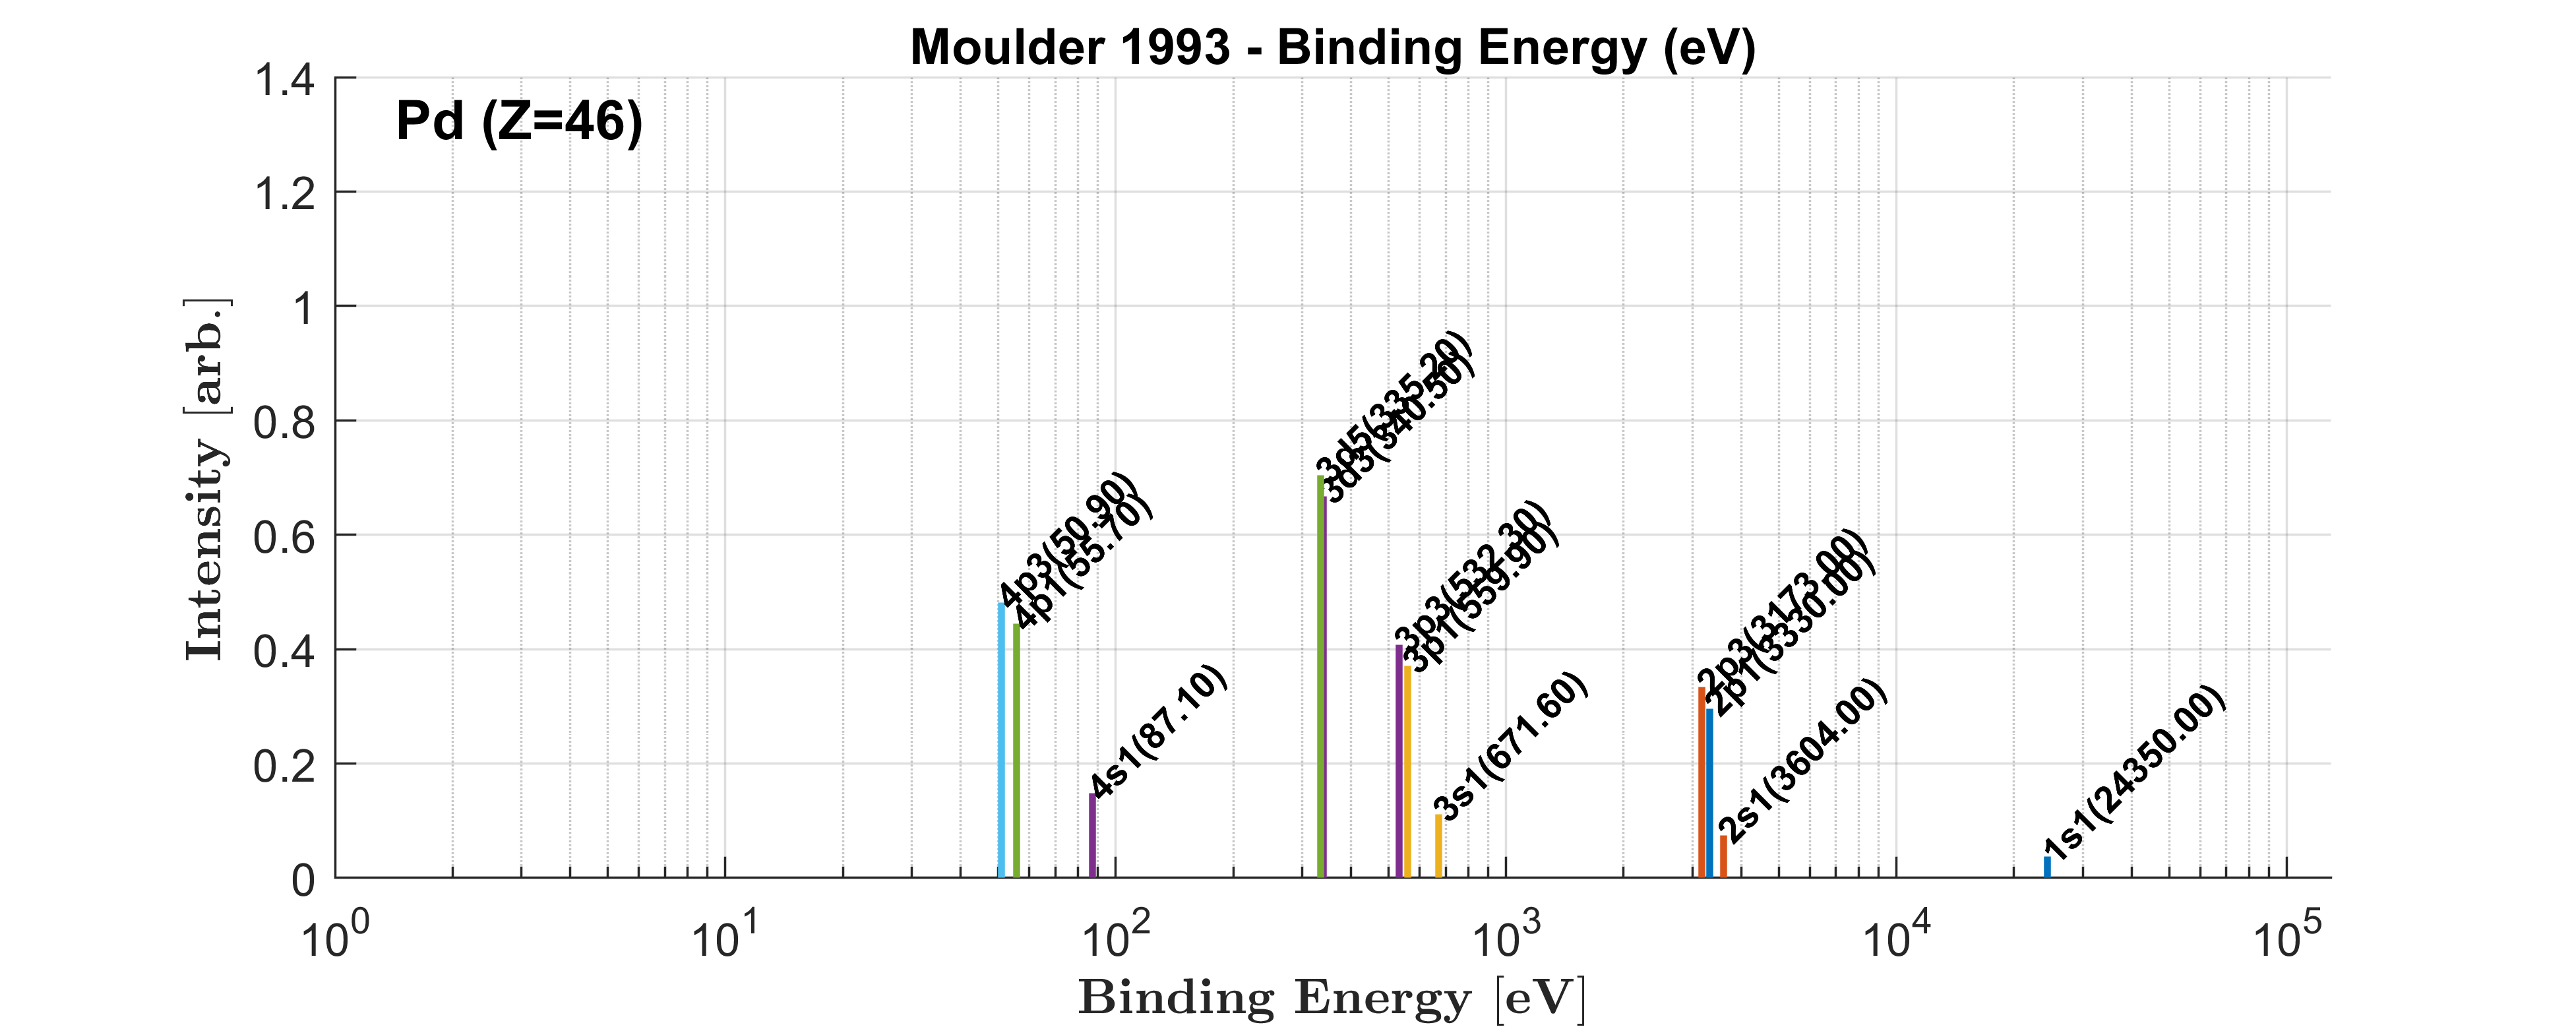 Moulder 1993 - Binding Energy (eV)
Pd (Z=46)
Intensity [arb.]
1.4
1.2
1
0.8
0.6
0.4
0.2
0
4p3(50.90)
4p1(55.70)
4s1(87.10)
3d5(335.20)
3d3(340.50)
3p3(532.30)
3p1(559.90)
3s1(671.60)
2p3(3173.00)
2p1(3330.00)
2s1(3604.00)
1s1(24350.00)
10^0 10^1 10^2 10^3 10^4 10^5
Binding Energy [eV]